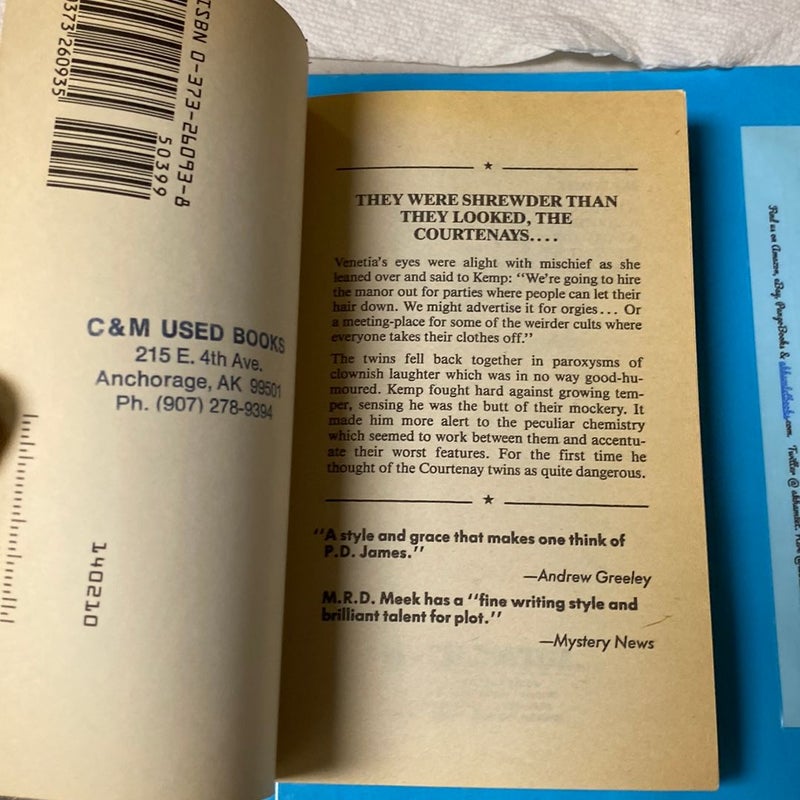 ISBN 0-373-26093-8
373260935
50399
C&M USED BOOKS
215 E. 4th Ave.
Anchorage, AK 99501
Ph. (907) 278-9394
140210
THEY WERE SHREWDER THAN
THEY LOOKED, THE
COURTENAYS....
Venetia's eyes were alight with mischief as she
leaned over and said to Kemp: "We're going to hire
the manor out for parties where people can let their
hair down. We might advertise it for orgies... Or
a meeting-place for some of the weirder cults where
everyone takes their clothes off."
The twins fell back together in paroxysms of
clownish laughter which was in no way good-hu-
moured. Kemp fought hard against growing tem-
per, sensing he was the butt of their mockery. It
made him more alert to the peculiar chemistry
which seemed to work between them and accentu-
ate their worst features. For the first time he
thought of the Courtenay twins as quite dangerous.
"A style and grace that makes one think of
P.D. James."
—Andrew Greeley
M.R.D. Meek has a "fine writing style and
brilliant talent for plot."
—Mystery News
Find us on Amazon, eBay, PangoBooks &